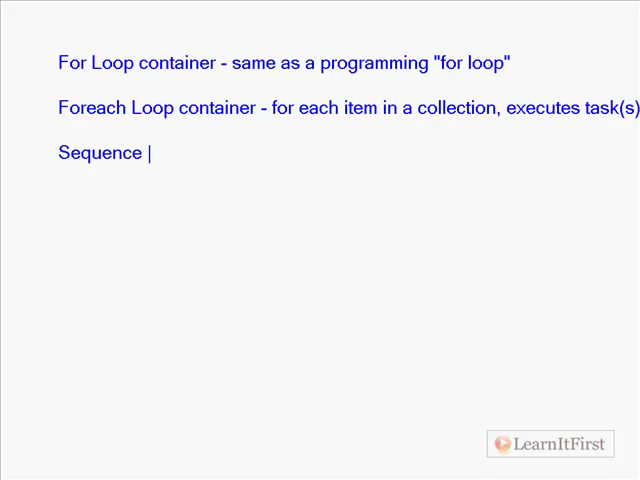 For Loop container - same as a programming "for loop"
Foreach Loop container - for each item in a collection, executes task(s)
Sequence
LearnItFirst